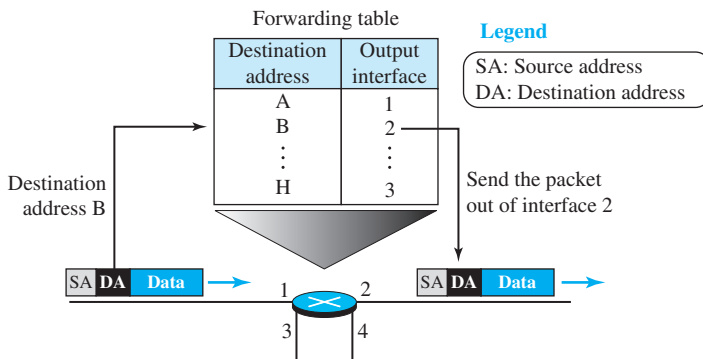 Forwarding table
Legend
Destination address
Output interface
SA: Source address
DA: Destination address
A 1
B 2
H 3
Destination
address B
Send the packet
out of interface 2
SA DA Data
SA DA Data
1 2
3 4